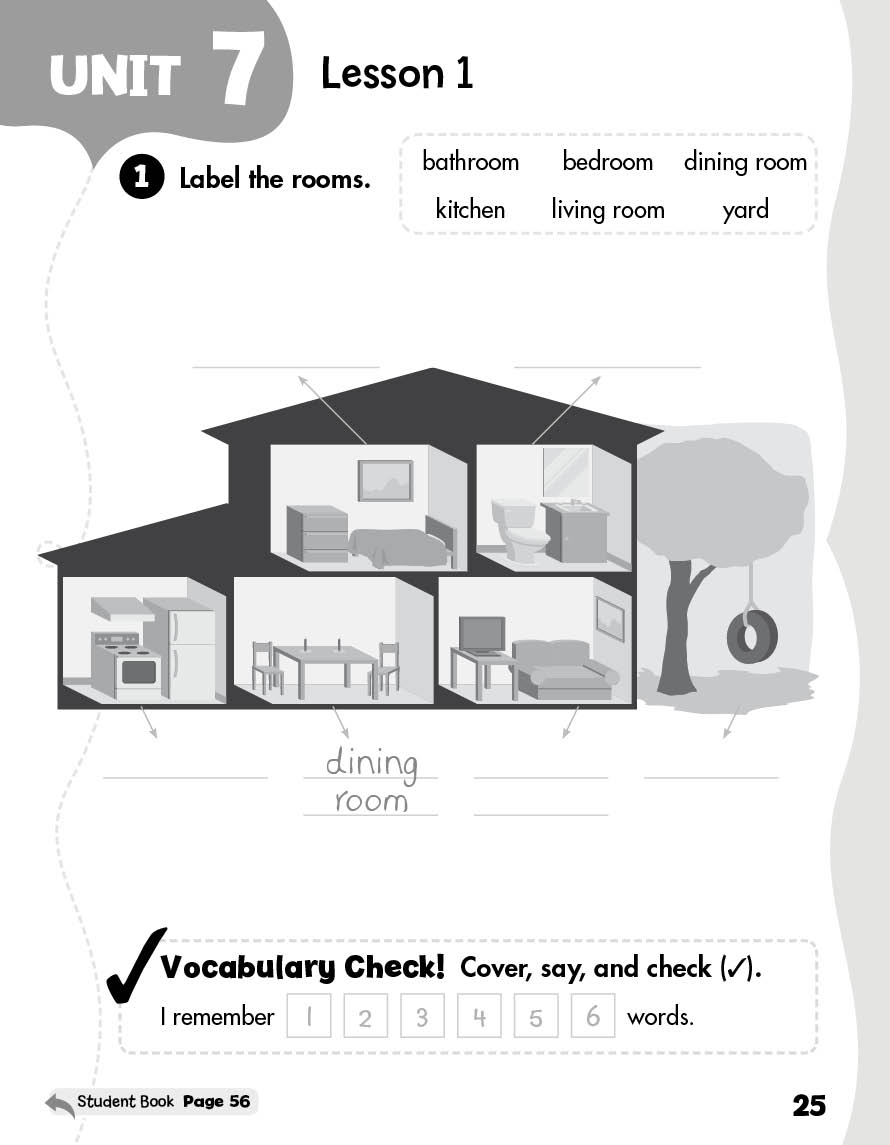 UNIT 7 Lesson 1
1 Label the rooms.
bathroom bedroom dining room
kitchen living room yard
dining
room
Vocabulary Check! Cover, say, and check (✓).
I remember 1 2 3 4 5 6 words.
Student Book Page 56
25